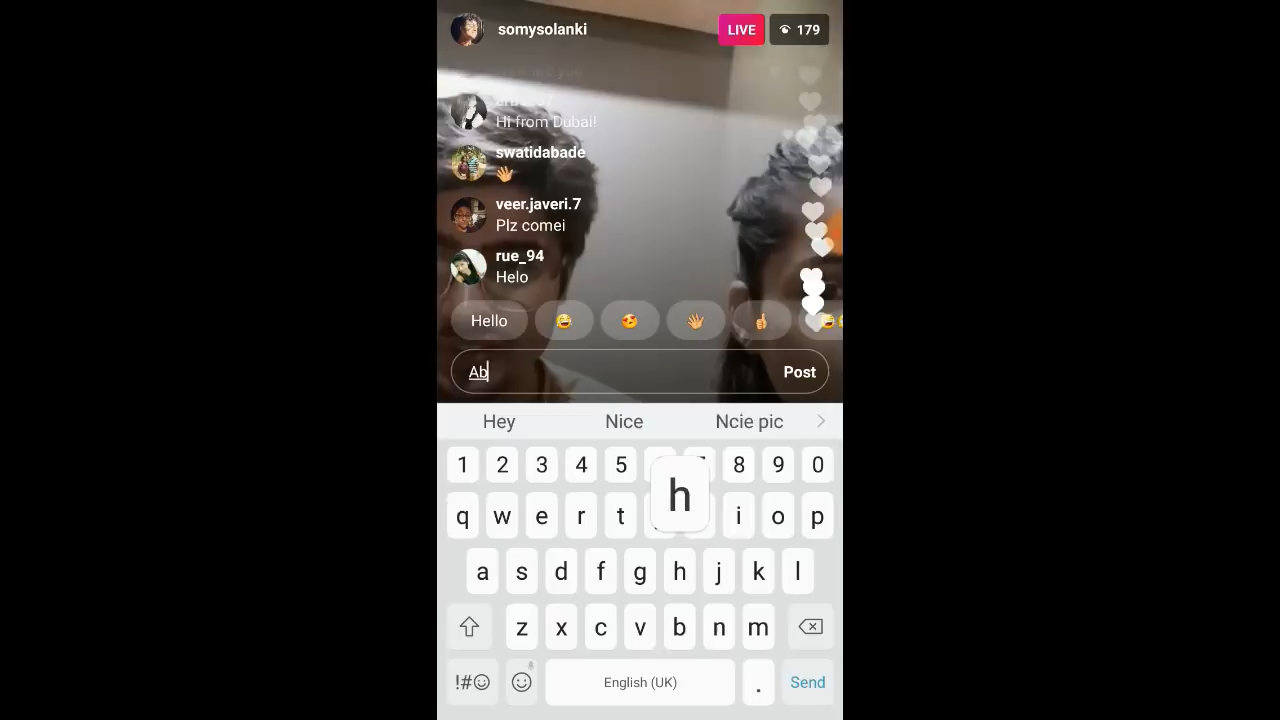 somysolanki
LIVE
179
Hi from Dubai!
swatidabade
👋
veer.javeri.7
Plz comei
rue_94
Helo
Hello
Ab
Post
Hey Nice Ncie pic
1 2 3 4 5 8 9 0
h
q w e r t i o p
a s d f g h j k l
z x c v b n m
!#☺
English (UK)
.
Send